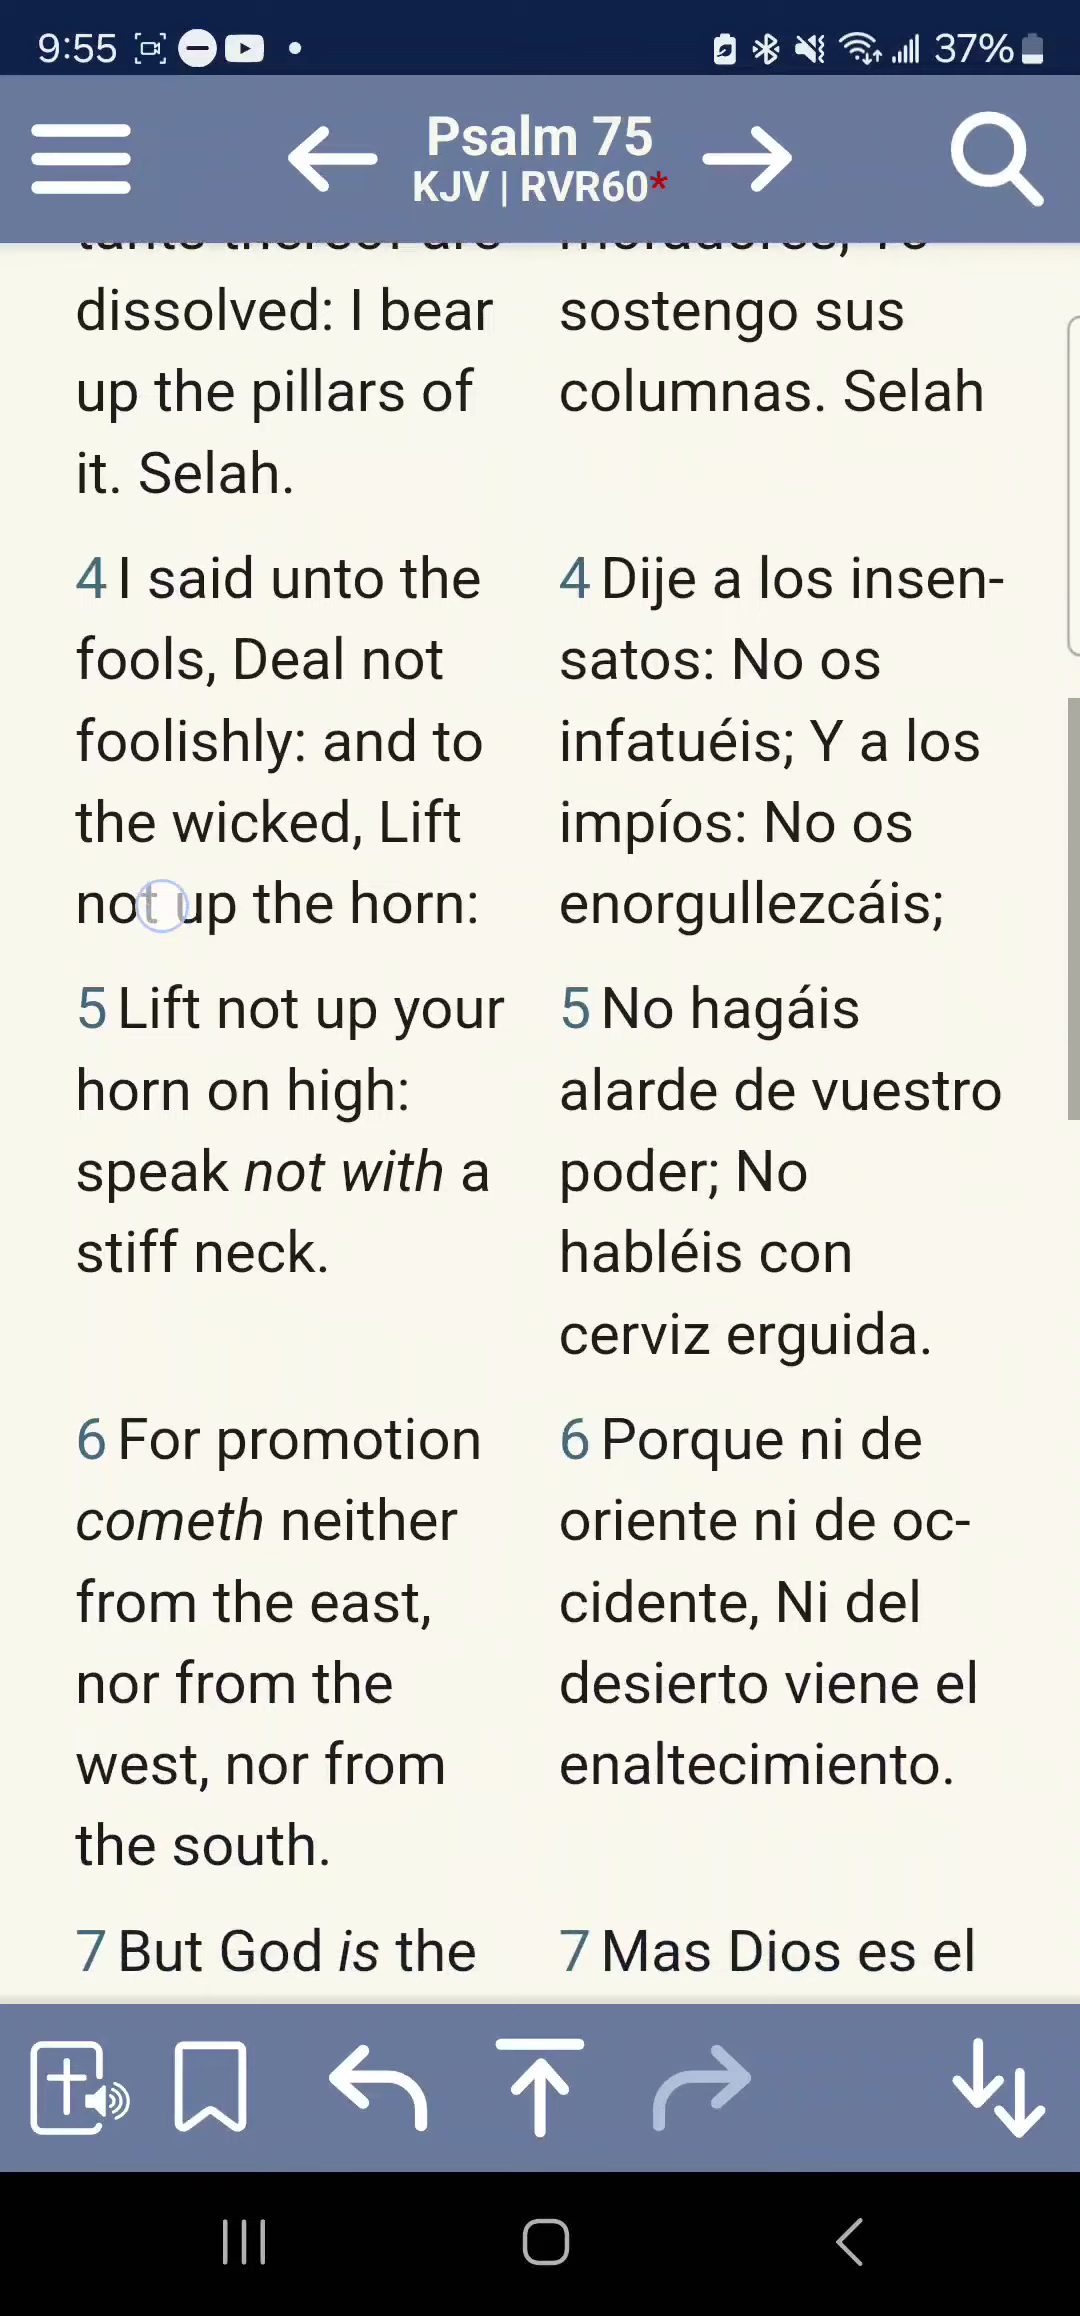 9:55
37%
Psalm 75
KJV | RVR60*
dissolved: I bear
up the pillars of
it. Selah.
sostengo sus
columnas. Selah
4 I said unto the
fools, Deal not
foolishly: and to
the wicked, Lift
not up the horn:
4 Dije a los insen-
satos: No os
infatuéis; Y a los
impíos: No os
enorgullezcáis;
5 Lift not up your
horn on high:
speak not with a
stiff neck.
5 No hagáis
alarde de vuestro
poder; No
habléis con
cerviz erguida.
6 For promotion
cometh neither
from the east,
nor from the
west, nor from
the south.
6 Porque ni de
oriente ni de oc-
cidente, Ni del
desierto viene el
enaltecimiento.
7 But God is the
7 Mas Dios es el